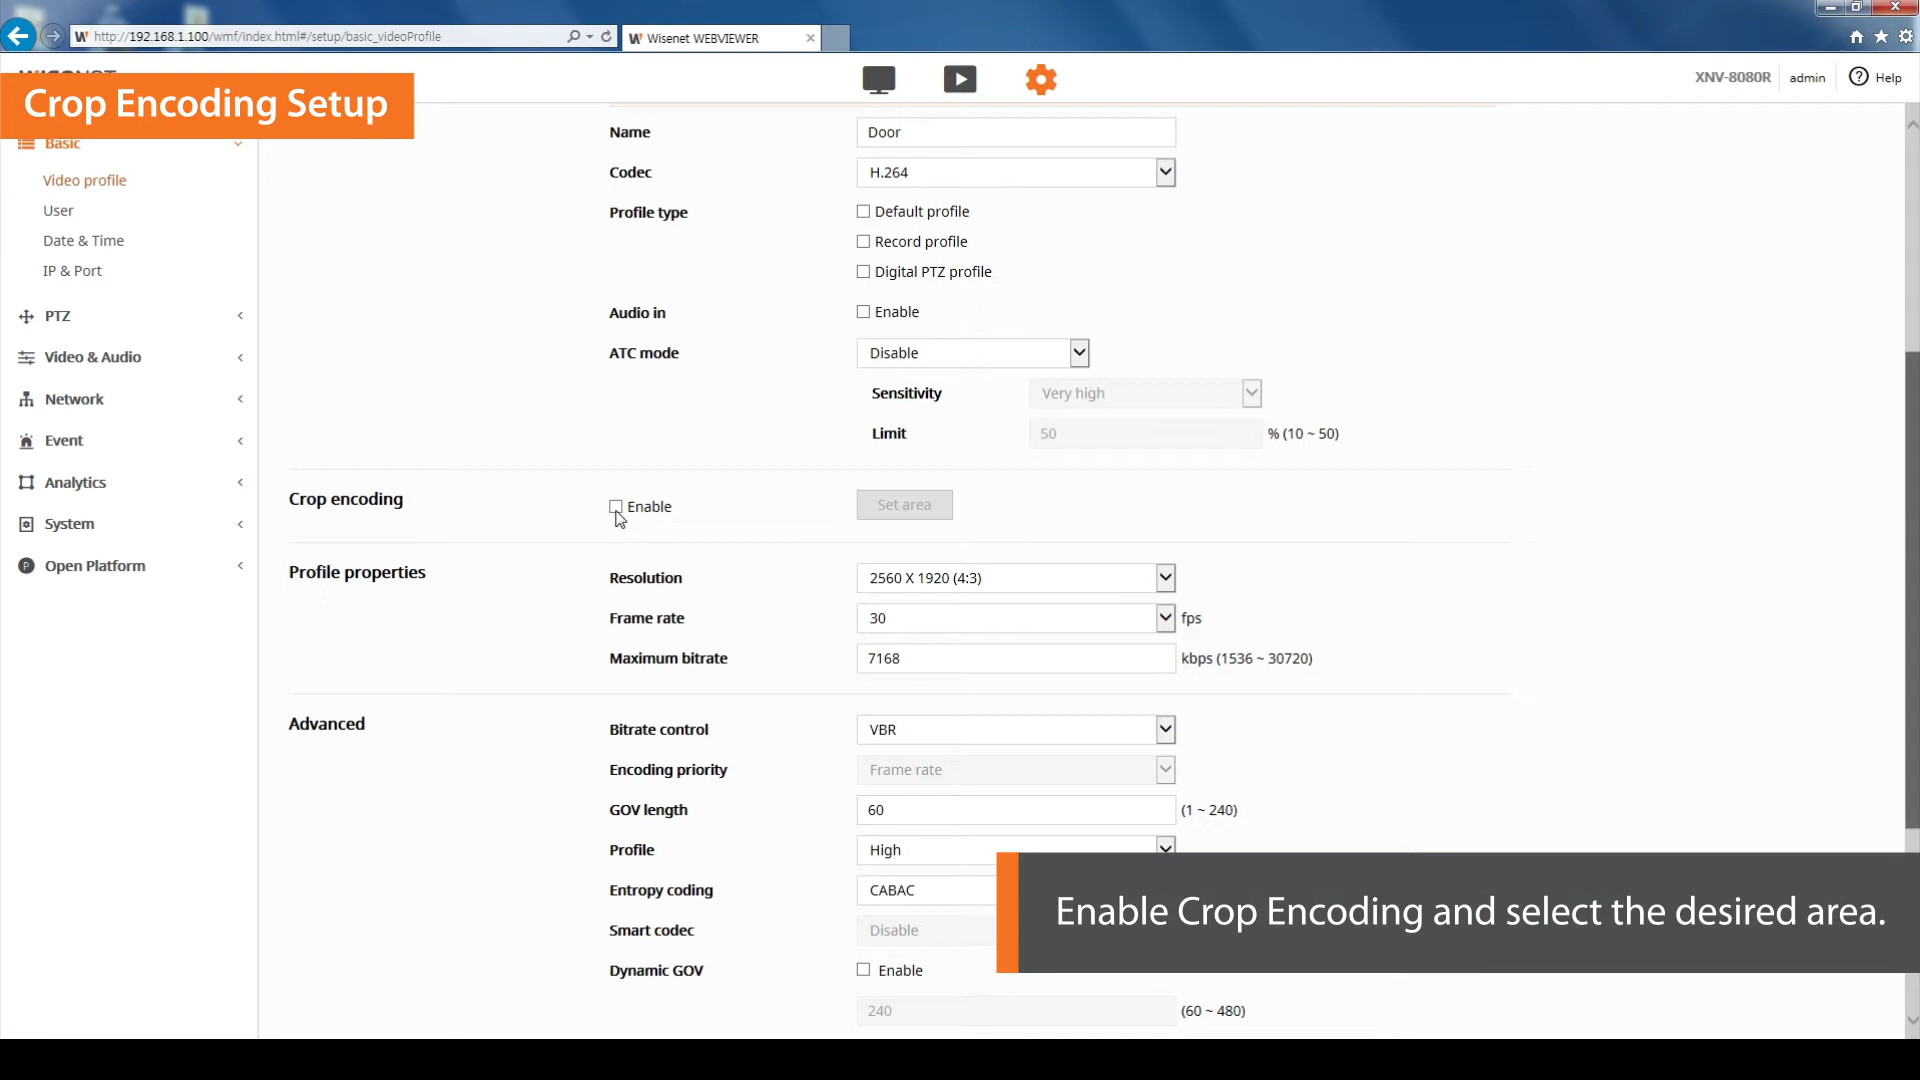 http://192.168.1.100/wmf/index.html#/setup/basic_videoProfile
Wisenet WEBVIEWER
XNV-8080R
admin
Help
Crop Encoding Setup
Basic
Video profile
User
Date & Time
IP & Port
PTZ
Video & Audio
Network
Event
Analytics
System
Open Platform
Name
Door
Codec
H.264
Profile type
Default profile
Record profile
Digital PTZ profile
Audio in
Enable
ATC mode
Disable
Sensitivity
Very high
Limit
50
% (10 ~ 50)
Crop encoding
Enable
Set area
Profile properties
Resolution
2560 X 1920 (4:3)
Frame rate
30
fps
Maximum bitrate
7168
kbps (1536 ~ 30720)
Advanced
Bitrate control
VBR
Encoding priority
Frame rate
GOV length
60
(1 ~ 240)
Profile
High
Entropy coding
CABAC
Smart codec
Disable
Dynamic GOV
Enable
240
(60 ~ 480)
Enable Crop Encoding and select the desired area.